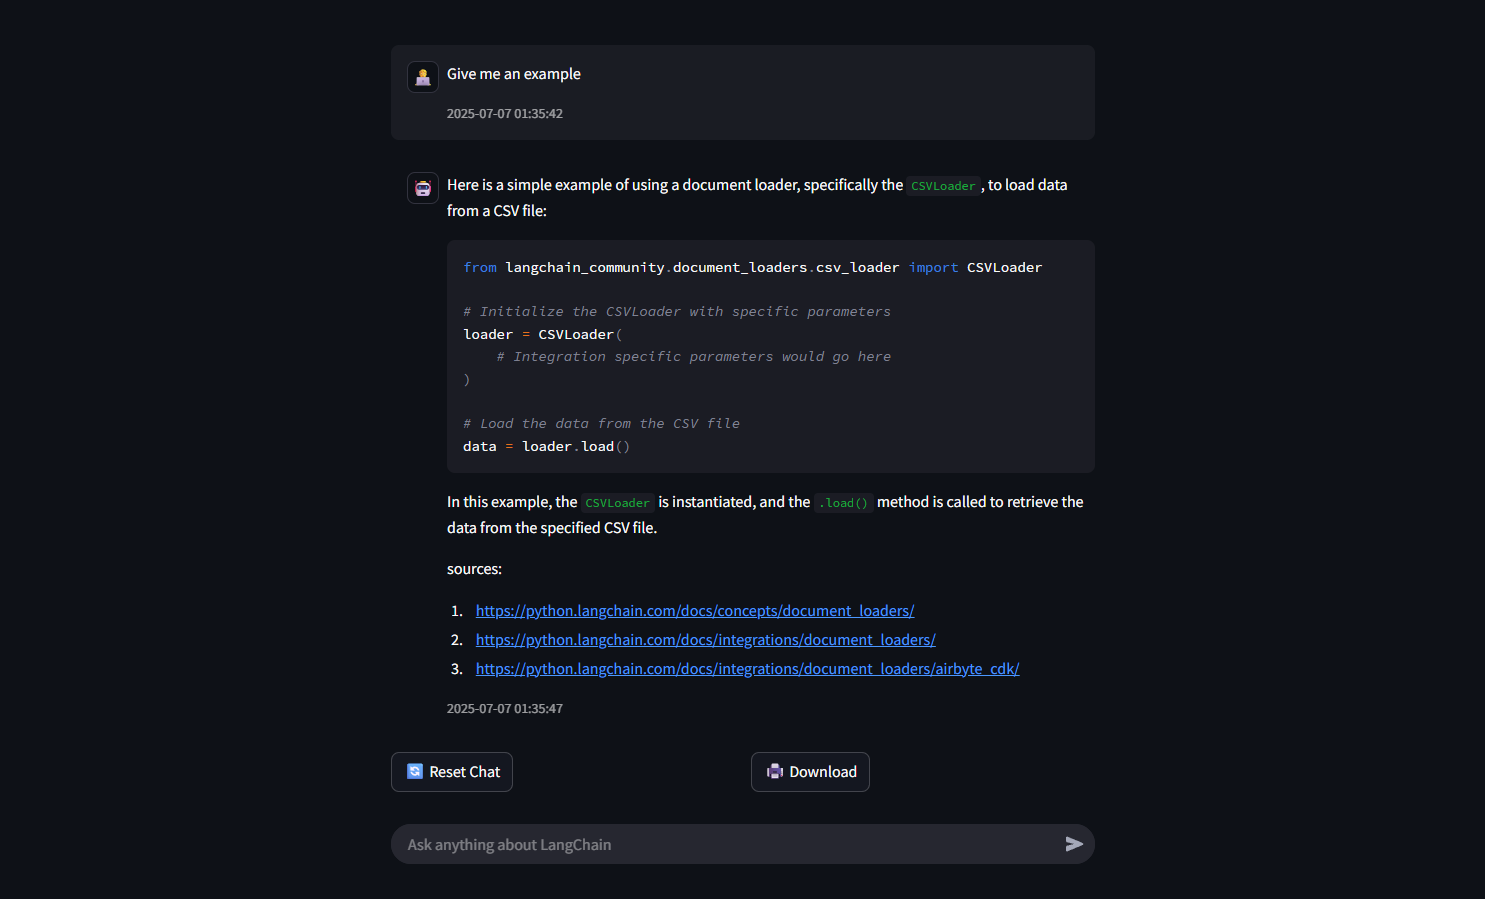 Give me an example
2025-07-07 01:35:42
Here is a simple example of using a document loader, specifically the CSVLoader , to load data
from a CSV file:
from langchain_community.document_loaders.csv_loader import CSVLoader
# Initialize the CSVLoader with specific parameters
loader = CSVLoader(
    # Integration specific parameters would go here
)
# Load the data from the CSV file
data = loader.load()
In this example, the CSVLoader is instantiated, and the .load() method is called to retrieve the
data from the specified CSV file.
sources:
1. https://python.langchain.com/docs/concepts/document_loaders/
2. https://python.langchain.com/docs/integrations/document_loaders/
3. https://python.langchain.com/docs/integrations/document_loaders/airbyte_cdk/
2025-07-07 01:35:47
Reset Chat
Download
Ask anything about LangChain